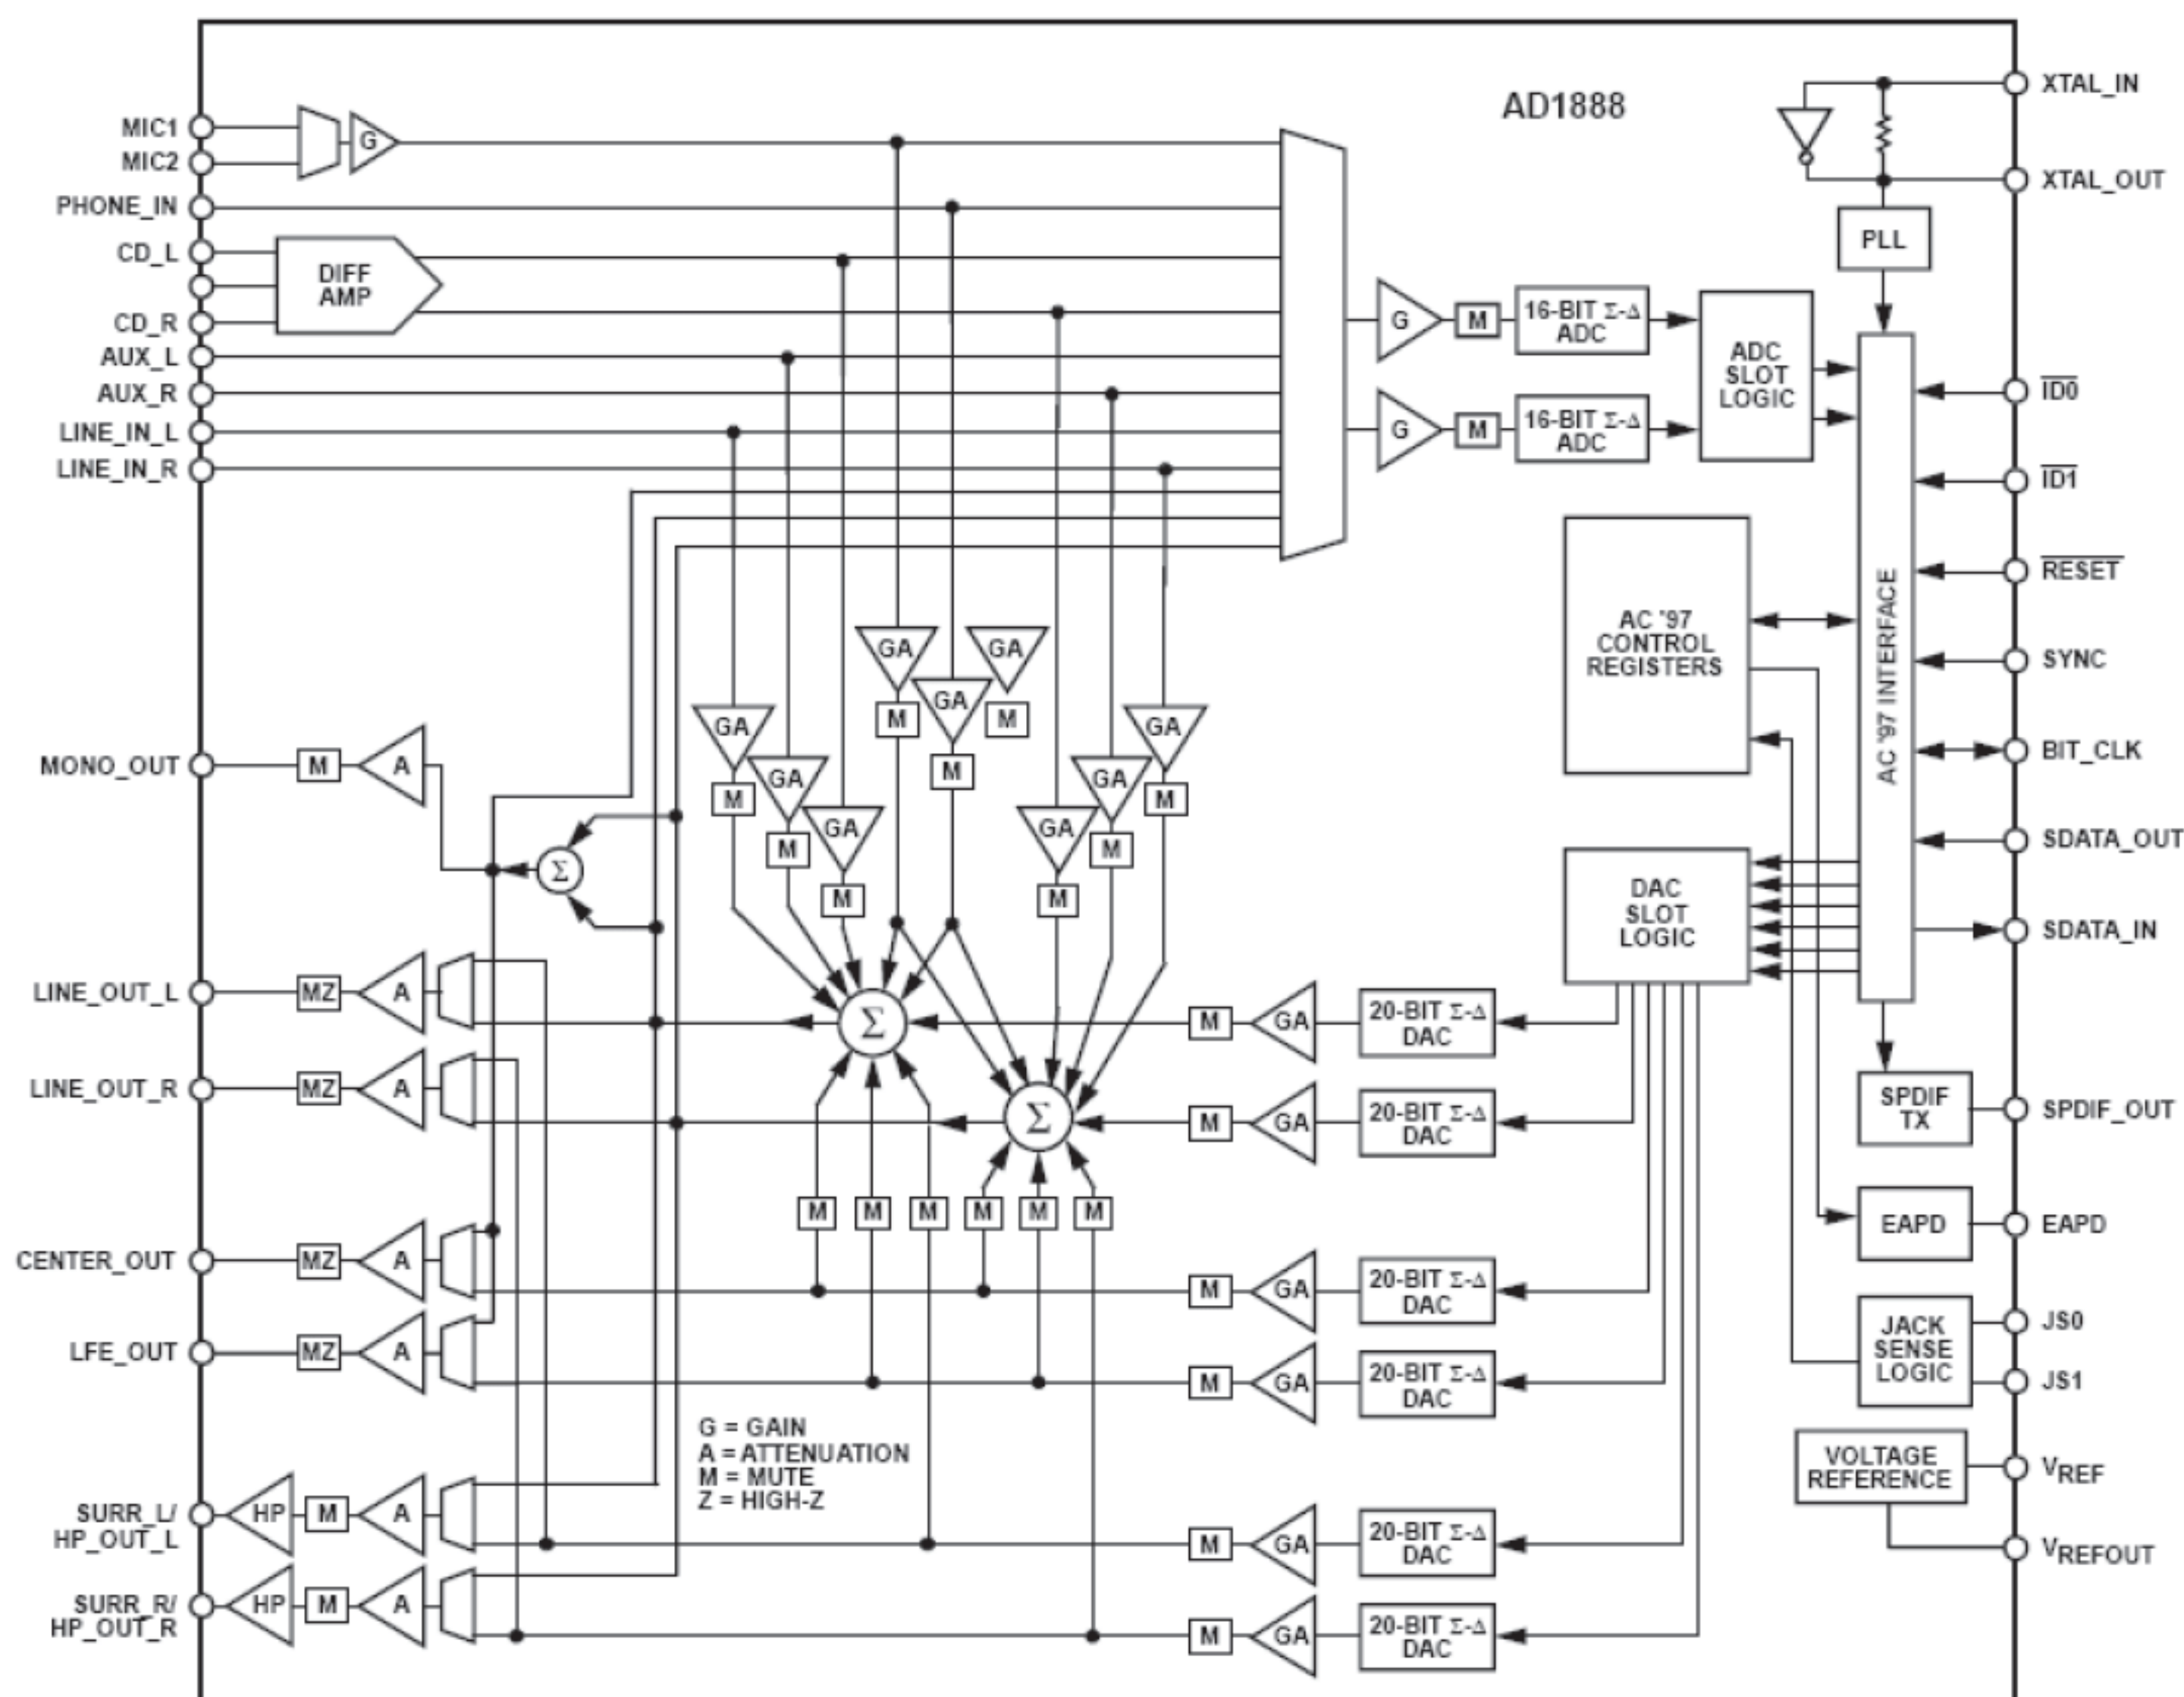 AD1888
MIC1
MIC2
PHONE_IN
CD_L
CD_R
AUX_L
AUX_R
LINE_IN_L
LINE_IN_R
MONO_OUT
LINE_OUT_L
LINE_OUT_R
CENTER_OUT
LFE_OUT
SURR_L/
HP_OUT_L
SURR_R/
HP_OUT_R
G
DIFF
AMP
G
M
16-BIT Σ-Δ
ADC
G
M
16-BIT Σ-Δ
ADC
ADC
SLOT
LOGIC
PLL
XTAL_IN
XTAL_OUT
ID0
ID1
RESET
SYNC
BIT_CLK
SDATA_OUT
SDATA_IN
SPDIF_OUT
EAPD
JS0
JS1
VREF
VREFOUT
AC '97
CONTROL
REGISTERS
AC '97 INTERFACE
DAC
SLOT
LOGIC
SPDIF
TX
EAPD
JACK
SENSE
LOGIC
VOLTAGE
REFERENCE
GA
GA
GA
M
M
GA
GA
M
M
GA
GA
M
M
GA
GA
M
M
M
M
A
Σ
MZ
A
Σ
M
GA
20-BIT Σ-Δ
DAC
MZ
A
Σ
M
GA
20-BIT Σ-Δ
DAC
M
M
M
M
M
M
MZ
A
M
GA
20-BIT Σ-Δ
DAC
MZ
A
M
GA
20-BIT Σ-Δ
DAC
G = GAIN
A = ATTENUATION
M = MUTE
Z = HIGH-Z
HP
M
A
M
GA
20-BIT Σ-Δ
DAC
HP
M
A
M
GA
20-BIT Σ-Δ
DAC